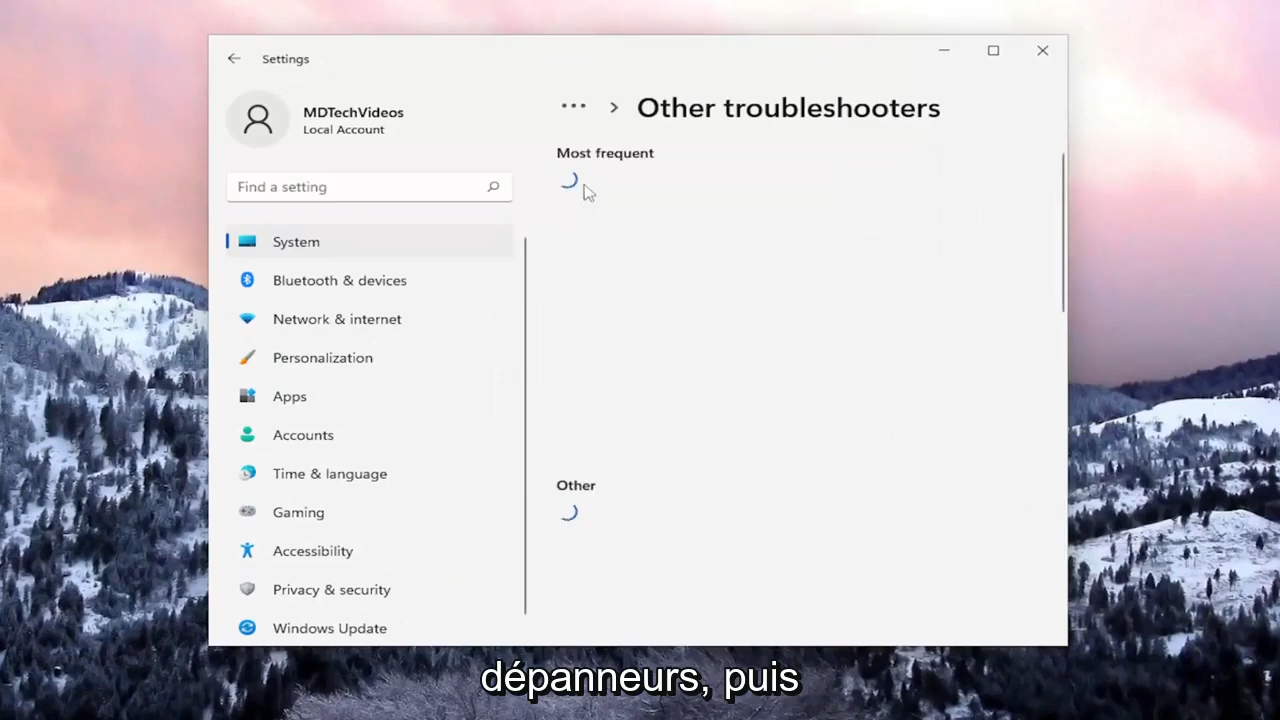 Settings
MDTechVideos
Local Account
Find a setting
System
Bluetooth & devices
Network & internet
Personalization
Apps
Accounts
Time & language
Gaming
Accessibility
Privacy & security
Windows Update
••• > Other troubleshooters
Most frequent
Other
dépanneurs, puis